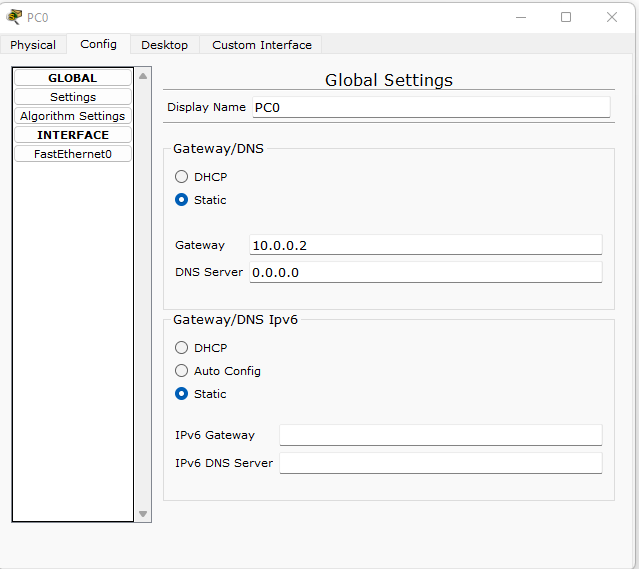 PC0
Physical Config Desktop Custom Interface
GLOBAL
Settings
Algorithm Settings
INTERFACE
FastEthernet0
Global Settings
Display Name PC0
Gateway/DNS
DHCP
Static
Gateway 10.0.0.2
DNS Server 0.0.0.0
Gateway/DNS Ipv6
DHCP
Auto Config
Static
IPv6 Gateway
IPv6 DNS Server